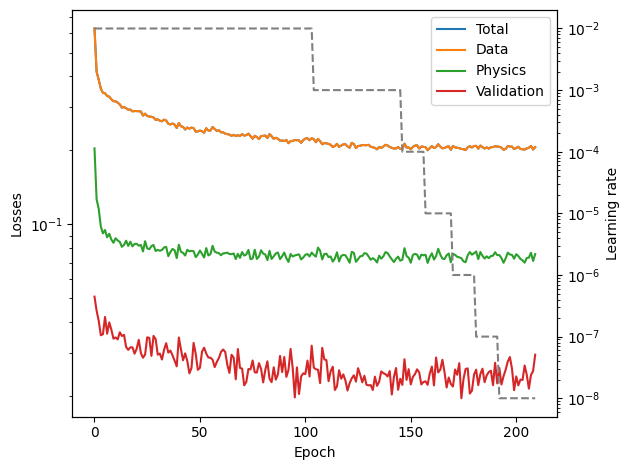 Total
Data
Physics
Validation
Losses
10⁻¹
10⁻²
10⁻³
10⁻⁴
10⁻⁵
10⁻⁶
10⁻⁷
10⁻⁸
Learning rate
0 50 100 150 200
Epoch